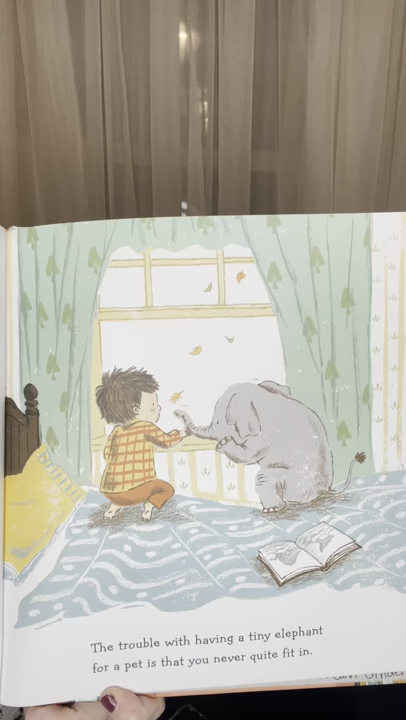 The trouble with having a tiny elephant
for a pet is that you never quite fit in.